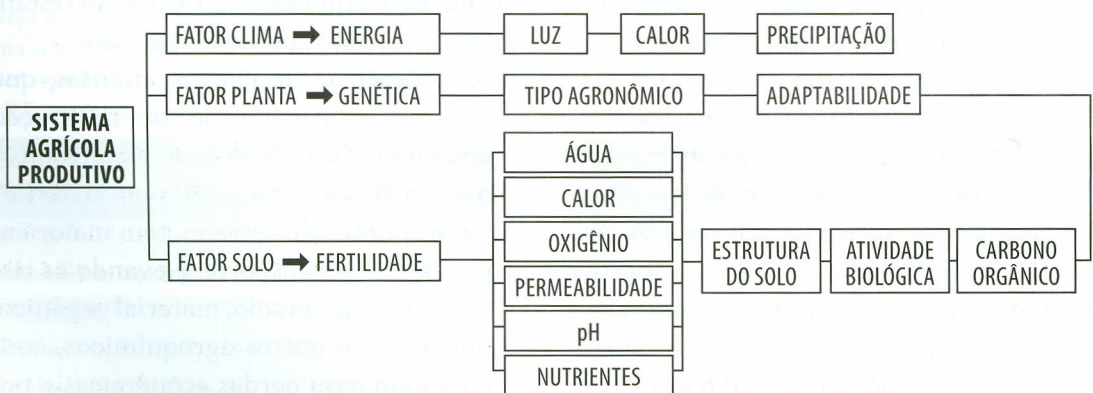 FATOR CLIMA ➡ ENERGIA
LUZ
CALOR
PRECIPITAÇÃO
FATOR PLANTA ➡ GENÉTICA
TIPO AGRONÔMICO
ADAPTABILIDADE
SISTEMA
AGRÍCOLA
PRODUTIVO
ÁGUA
CALOR
OXIGÊNIO
PERMEABILIDADE
pH
NUTRIENTES
FATOR SOLO ➡ FERTILIDADE
ESTRUTURA
DO SOLO
ATIVIDADE
BIOLÓGICA
CARBONO
ORGÂNICO